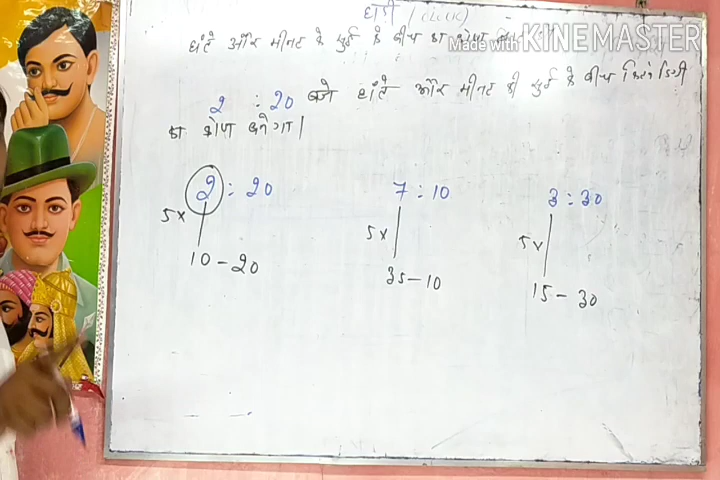 घड़ी / CLOCK
Made with KINEMASTER
घंटे और मीनट के सुई के बीच का कोण
2 : 20 बजे घांटे और मीनट की सुई के बीच कितने डिग्री
का कोण बनेगा |
2 : 20 7 : 10 3 : 30
5x 5x 5x
10 - 20 35 - 10 15 - 30